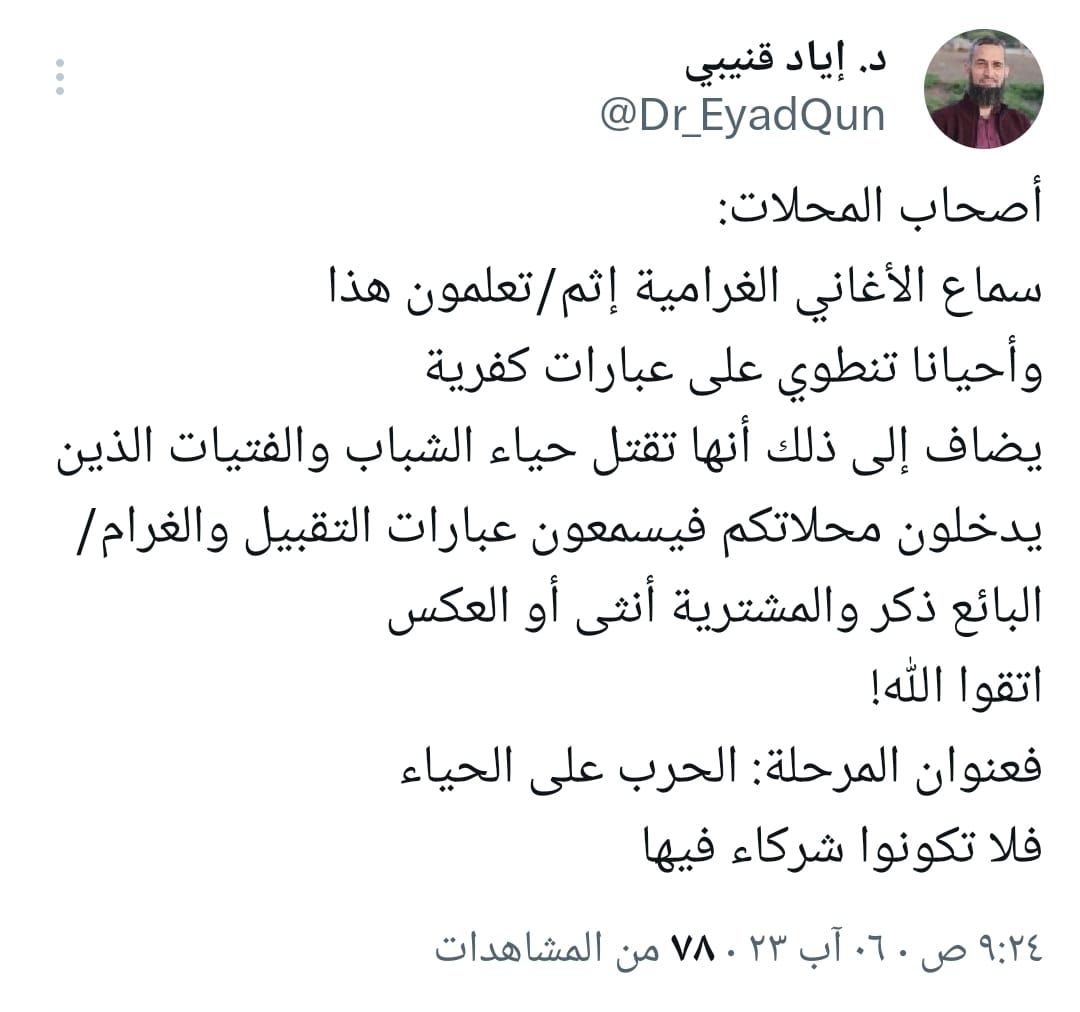 د. إياد قنيبي
@Dr_EyadQun
أصحاب المحلات:
سماع الأغاني الغرامية إثم/تعلمون هذا
وأحيانا تنطوي على عبارات كفرية
يضاف إلى ذلك أنها تقتل حياء الشباب والفتيات الذين
يدخلون محلاتكم فيسمعون عبارات التقبيل والغرام/
البائع ذكر والمشترية أنثى أو العكس
اتقوا الله!
فعنوان المرحلة: الحرب على الحياء
فلا تكونوا شركاء فيها
٩:٢٤ ص · ٠٦ آب ٢٣ · ٧٨ من المشاهدات